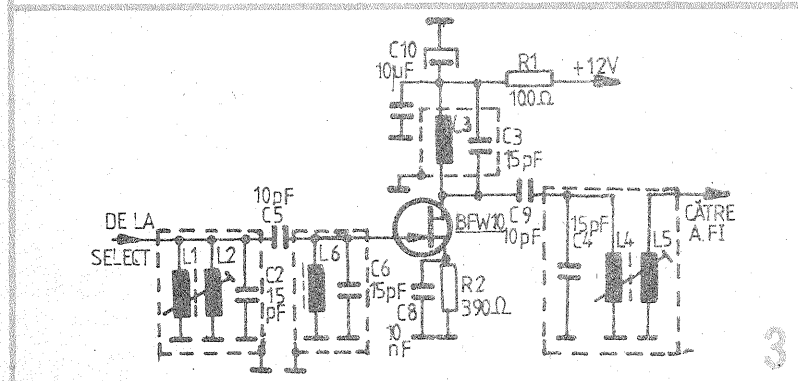 C10
10µF
R1
100Ω
+12V
L3
C3
15pF
10pF
C5
DE LA
SELECT
L1
L2
C2
15
pF
L6
C6
15pF
BFW10
C8
10
nF
R2
390Ω
C9
10pF
15pF
C4
L4
L5
CĂTRE
A.FI
3